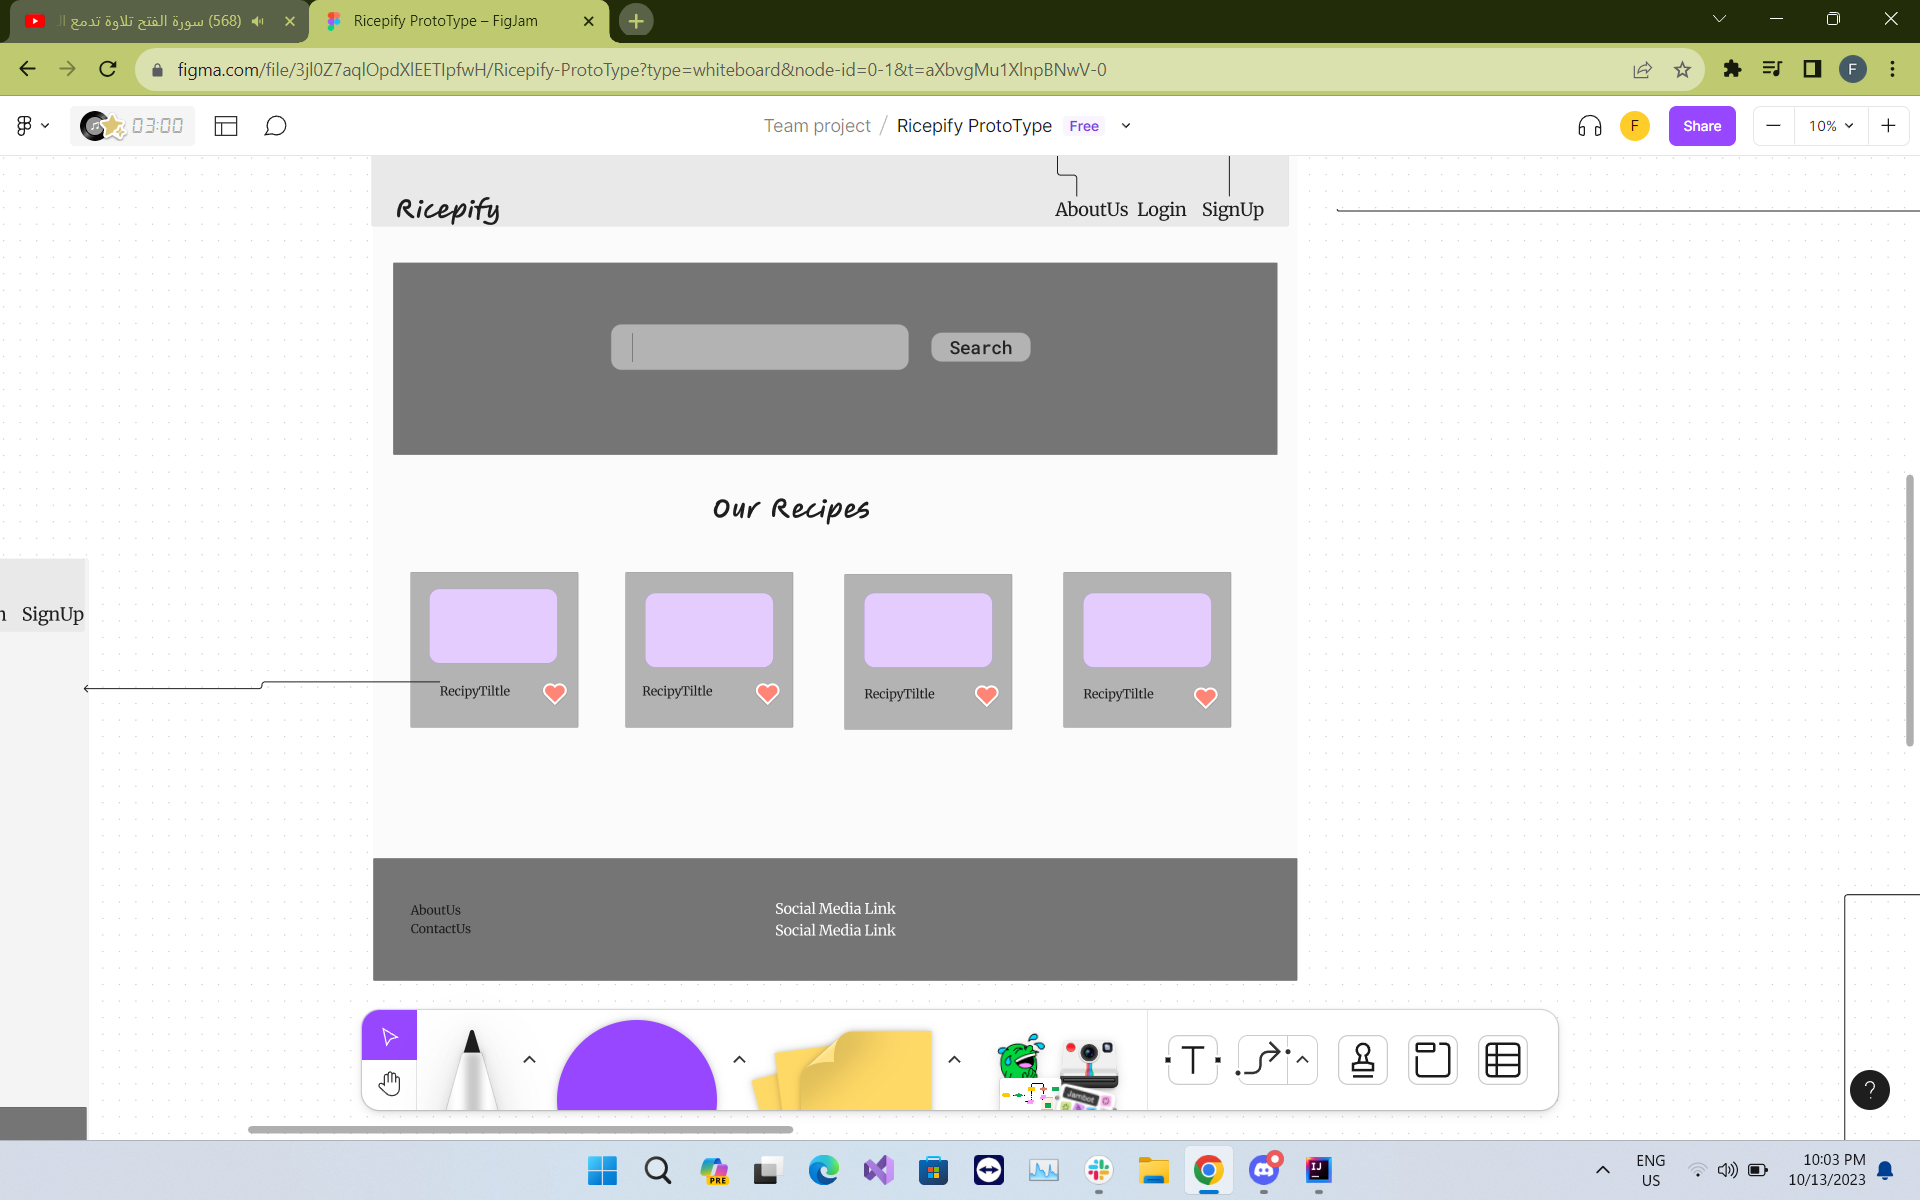 (568) سورة الفتح تلاوة تدمع ال
Ricepify ProtoType – FigJam
figma.com/file/3jl0Z7aqlOpdXlEETIpfwH/Ricepify-ProtoType?type=whiteboard&node-id=0-1&t=aXbvgMu1XlnpBNwV-0
F
03:00
Team project / Ricepify ProtoType Free
F
Share
10%
Ricepify
AboutUs Login SignUp
Search
Our Recipes
n SignUp
RecipyTiltle
RecipyTiltle
RecipyTiltle
RecipyTiltle
AboutUs
ContactUs
Social Media Link
Social Media Link
Jambot
T
?
PRE
IJ
ENG
US
10:03 PM
10/13/2023